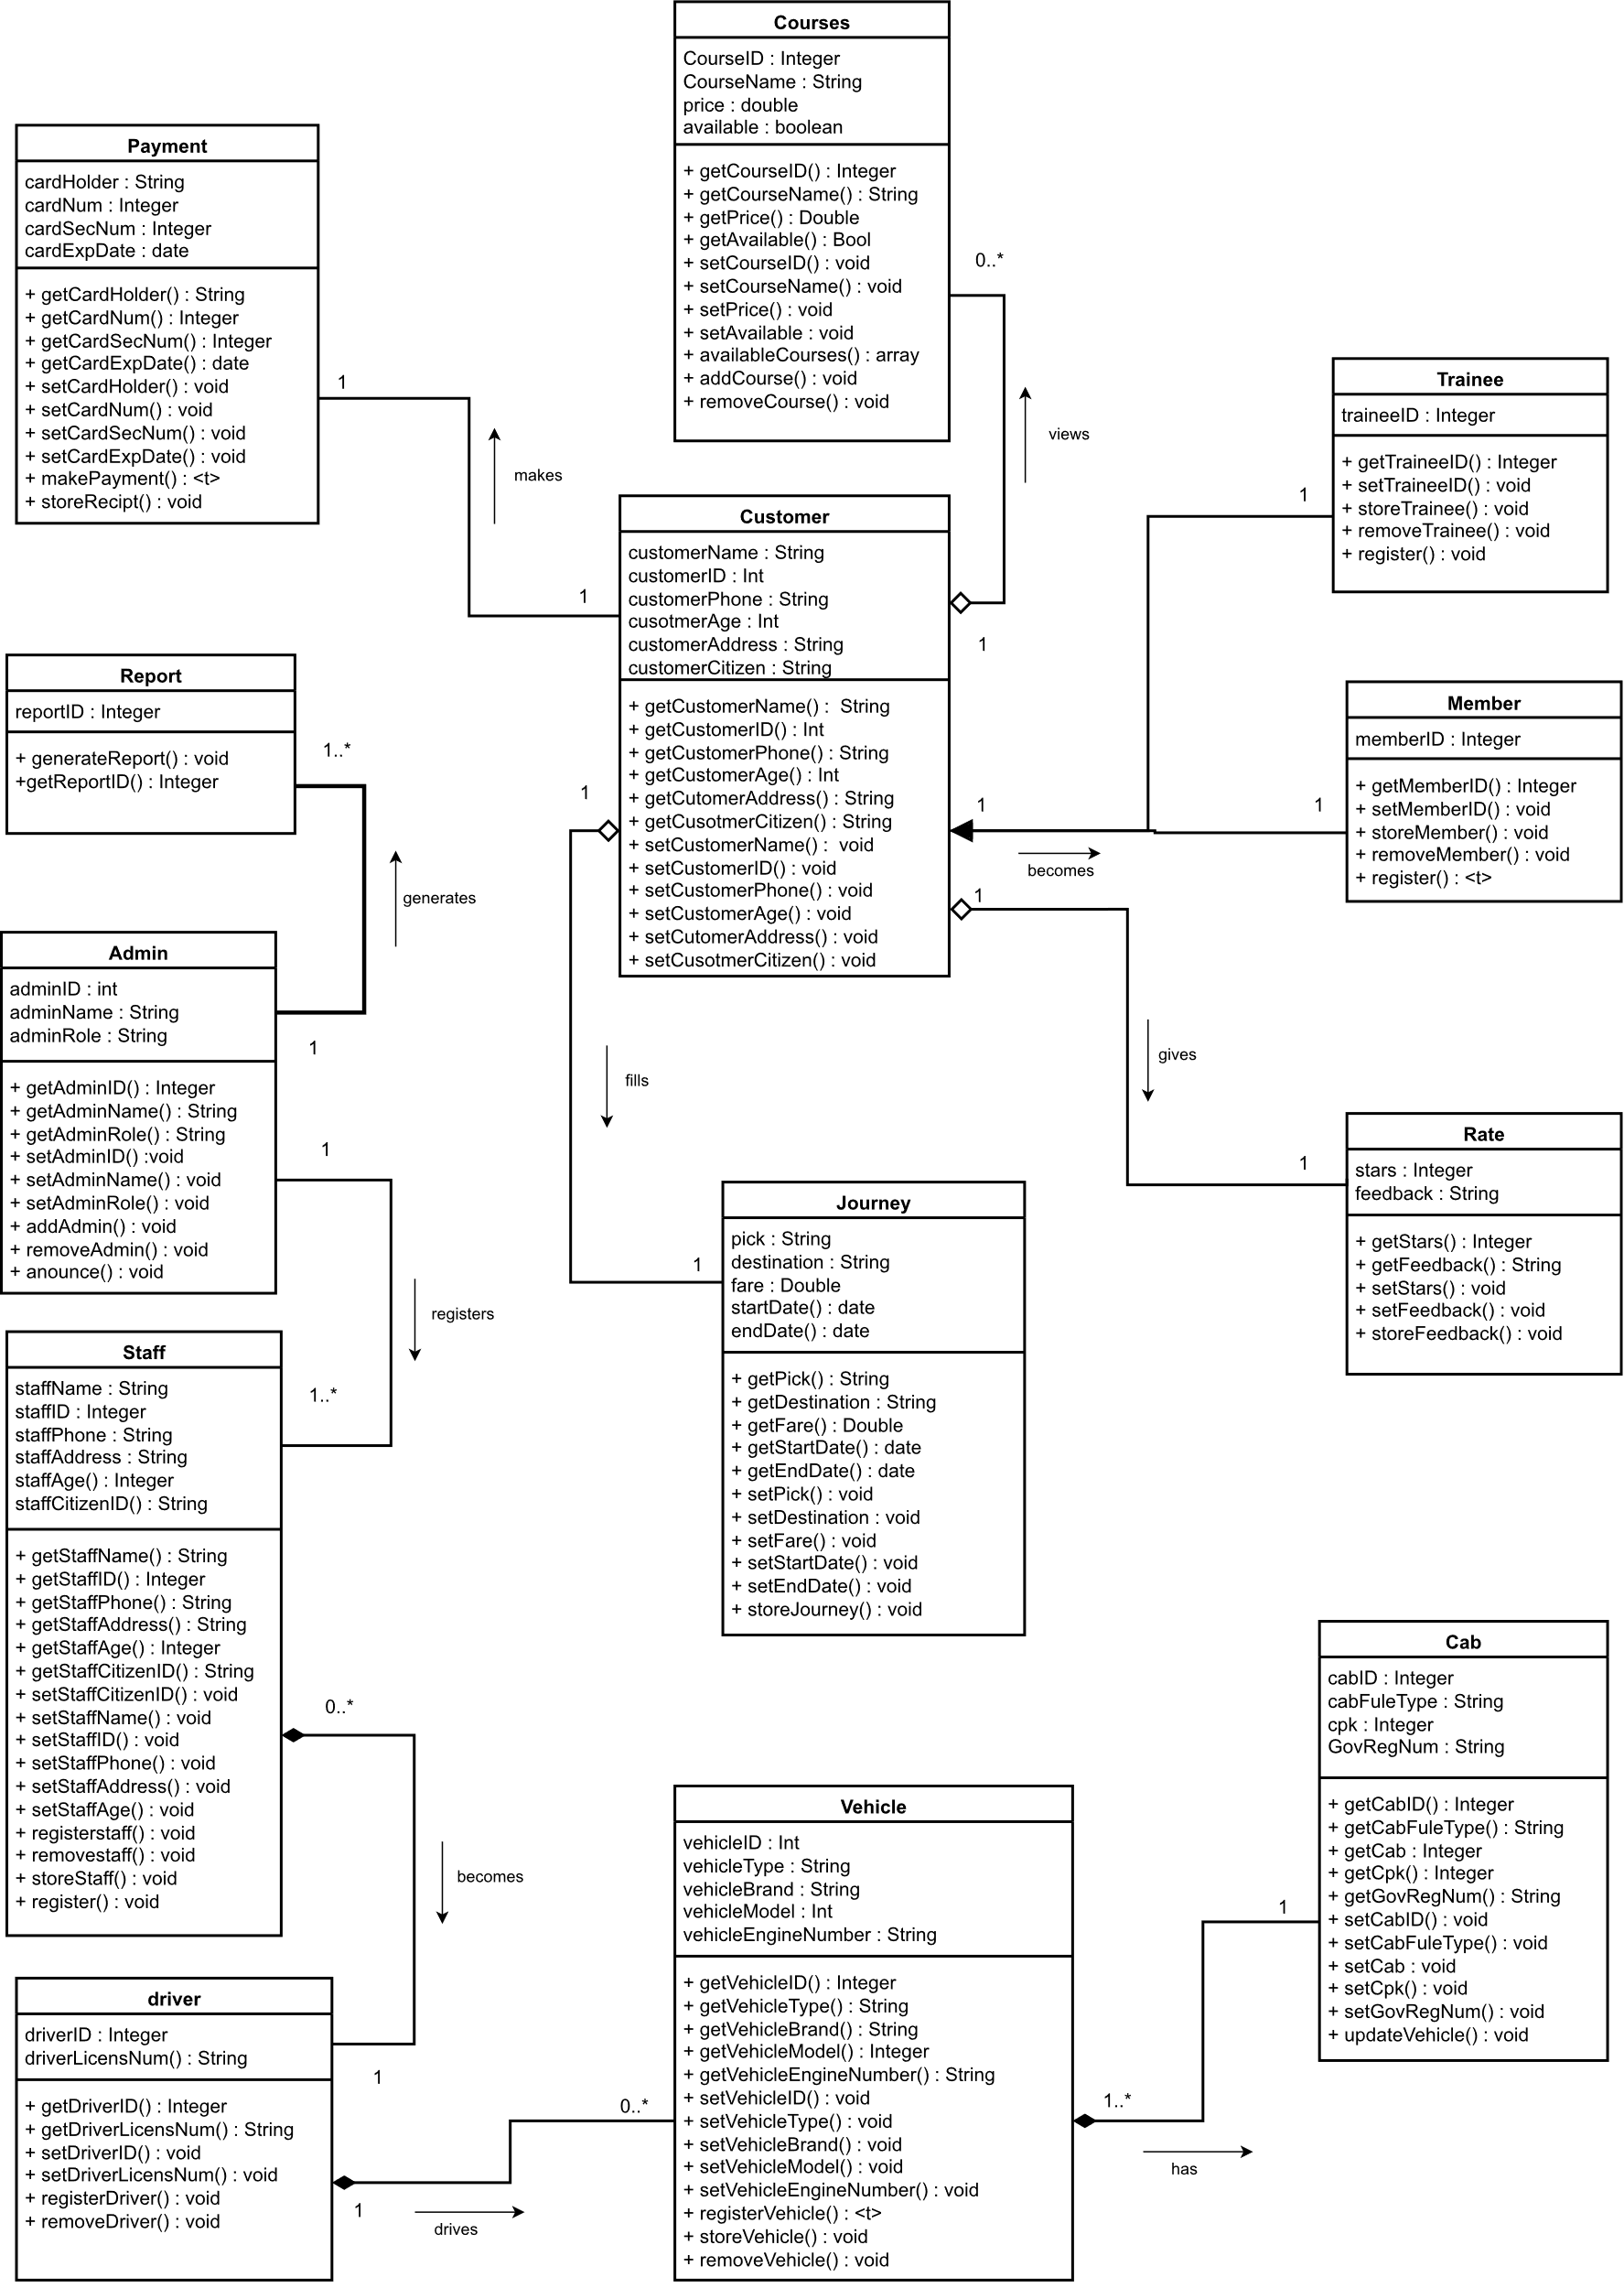 Courses
CourseID : Integer
CourseName : String
price : double
available : boolean
+ getCourseID() : Integer
+ getCourseName() : String
+ getPrice() : Double
+ getAvailable() : Bool
+ setCourseID() : void
+ setCourseName() : void
+ setPrice() : void
+ setAvailable : void
+ availableCourses() : array
+ addCourse() : void
+ removeCourse() : void
0..*
views
Payment
cardHolder : String
cardNum : Integer
cardSecNum : Integer
cardExpDate : date
+ getCardHolder() : String
+ getCardNum() : Integer
+ getCardSecNum() : Integer
+ getCardExpDate() : date
+ setCardHolder() : void
+ setCardNum() : void
+ setCardSecNum() : void
+ setCardExpDate() : void
+ makePayment() : <t>
+ storeRecipt() : void
1
makes
1
Customer
customerName : String
customerID : Int
customerPhone : String
cusotmerAge : Int
customerAddress : String
customerCitizen : String
+ getCustomerName() :  String
+ getCustomerID() : Int
+ getCustomerPhone() : String
+ getCustomerAge() : Int
+ getCutomerAddress() : String
+ getCusotmerCitizen() : String
+ setCustomerName() :  void
+ setCustomerID() : void
+ setCustomerPhone() : void
+ setCustomerAge() : void
+ setCutomerAddress() : void
+ setCusotmerCitizen() : void
1
1
1
becomes
1
Trainee
traineeID : Integer
+ getTraineeID() : Integer
+ setTraineeID() : void
+ storeTrainee() : void
+ removeTrainee() : void
+ register() : void
1
Member
memberID : Integer
+ getMemberID() : Integer
+ setMemberID() : void
+ storeMember() : void
+ removeMember() : void
+ register() : <t>
1
Report
reportID : Integer
+ generateReport() : void
+getReportID() : Integer
1..*
generates
Admin
adminID : int
adminName : String
adminRole : String
+ getAdminID() : Integer
+ getAdminName() : String
+ getAdminRole() : String
+ setAdminID() :void
+ setAdminName() : void
+ setAdminRole() : void
+ addAdmin() : void
+ removeAdmin() : void
+ anounce() : void
1
1
registers
1..*
fills
1
gives
1
Journey
pick : String
destination : String
fare : Double
startDate() : date
endDate() : date
+ getPick() : String
+ getDestination : String
+ getFare() : Double
+ getStartDate() : date
+ getEndDate() : date
+ setPick() : void
+ setDestination : void
+ setFare() : void
+ setStartDate() : void
+ setEndDate() : void
+ storeJourney() : void
Rate
stars : Integer
feedback : String
+ getStars() : Integer
+ getFeedback() : String
+ setStars() : void
+ setFeedback() : void
+ storeFeedback() : void
Staff
staffName : String
staffID : Integer
staffPhone : String
staffAddress : String
staffAge() : Integer
staffCitizenID() : String
+ getStaffName() : String
+ getStaffID() : Integer
+ getStaffPhone() : String
+ getStaffAddress() : String
+ getStaffAge() : Integer
+ getStaffCitizenID() : String
+ setStaffCitizenID() : void
+ setStaffName() : void
+ setStaffID() : void
+ setStaffPhone() : void
+ setStaffAddress() : void
+ setStaffAge() : void
+ registerstaff() : void
+ removestaff() : void
+ storeStaff() : void
+ register() : void
0..*
becomes
1
driver
driverID : Integer
driverLicensNum() : String
+ getDriverID() : Integer
+ getDriverLicensNum() : String
+ setDriverID() : void
+ setDriverLicensNum() : void
+ registerDriver() : void
+ removeDriver() : void
1
drives
0..*
Vehicle
vehicleID : Int
vehicleType : String
vehicleBrand : String
vehicleModel : Int
vehicleEngineNumber : String
+ getVehicleID() : Integer
+ getVehicleType() : String
+ getVehicleBrand() : String
+ getVehicleModel() : Integer
+ getVehicleEngineNumber() : String
+ setVehicleID() : void
+ setVehicleType() : void
+ setVehicleBrand() : void
+ setVehicleModel() : void
+ setVehicleEngineNumber() : void
+ registerVehicle() : <t>
+ storeVehicle() : void
+ removeVehicle() : void
1..*
has
1
Cab
cabID : Integer
cabFuleType : String
cpk : Integer
GovRegNum : String
+ getCabID() : Integer
+ getCabFuleType() : String
+ getCab : Integer
+ getCpk() : Integer
+ getGovRegNum() : String
+ setCabID() : void
+ setCabFuleType() : void
+ setCab : void
+ setCpk() : void
+ setGovRegNum() : void
+ updateVehicle() : void